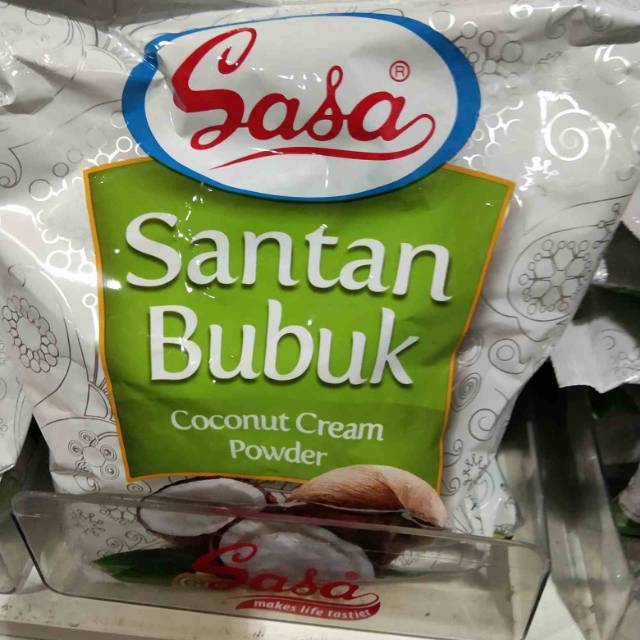 Sasa®
Santan
Bubuk
Coconut Cream
Powder
Sasa
makes life tastier